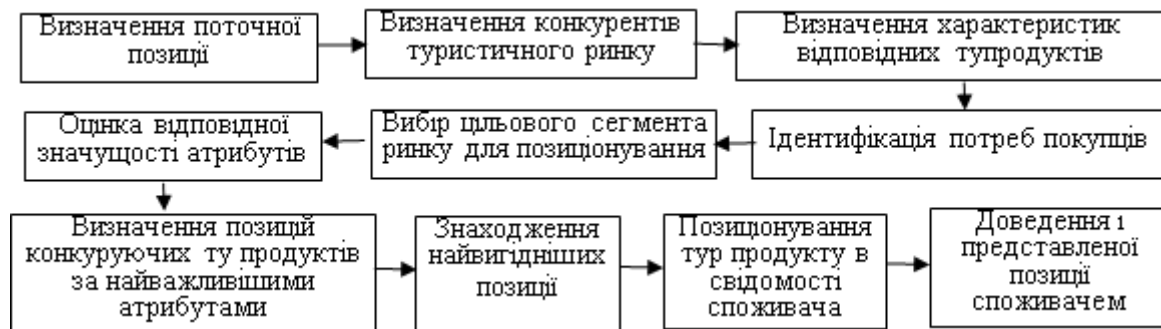 Визначення поточної
позиції
Визначення конкурентів
туристичного ринку
Визначення характеристик
відповідних тупродуктів
Ідентифікація потреб покупців
Вибір цільового сегмента
ринку для позиціонування
Оцінка відповідної
значущості атрибутів
Визначення позицій
конкуруючих ту продуктів
за найважливішими
атрибутами
Знаходження
найвигідніших
позиції
Позиціонування
тур продукту в
свідомості
споживача
Доведення і
представленої
позиції
споживачем